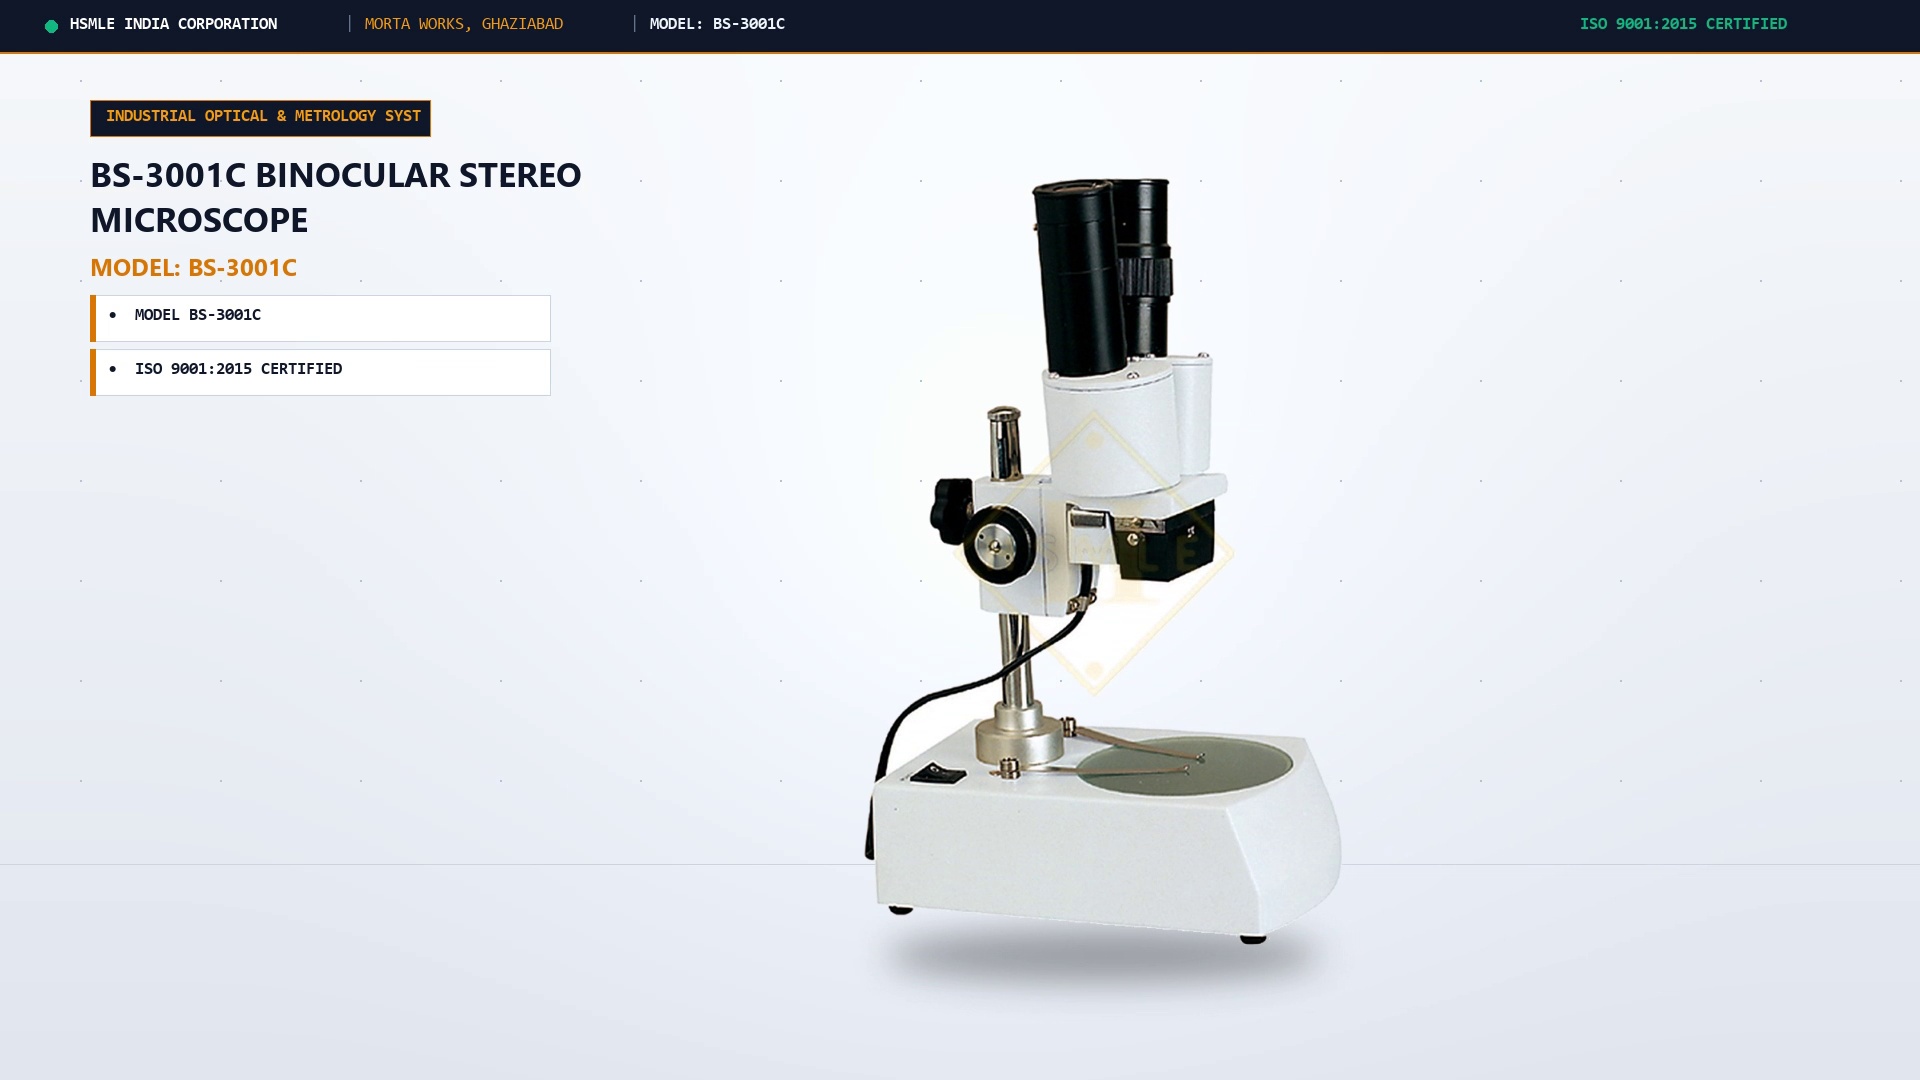 HSMLE INDIA CORPORATION
MORTA WORKS, GHAZIABAD
MODEL: BS-3001C
ISO 9001:2015 CERTIFIED
INDUSTRIAL OPTICAL & METROLOGY SYST
BS-3001C BINOCULAR STEREO
MICROSCOPE
MODEL: BS-3001C
• MODEL BS-3001C
• ISO 9001:2015 CERTIFIED